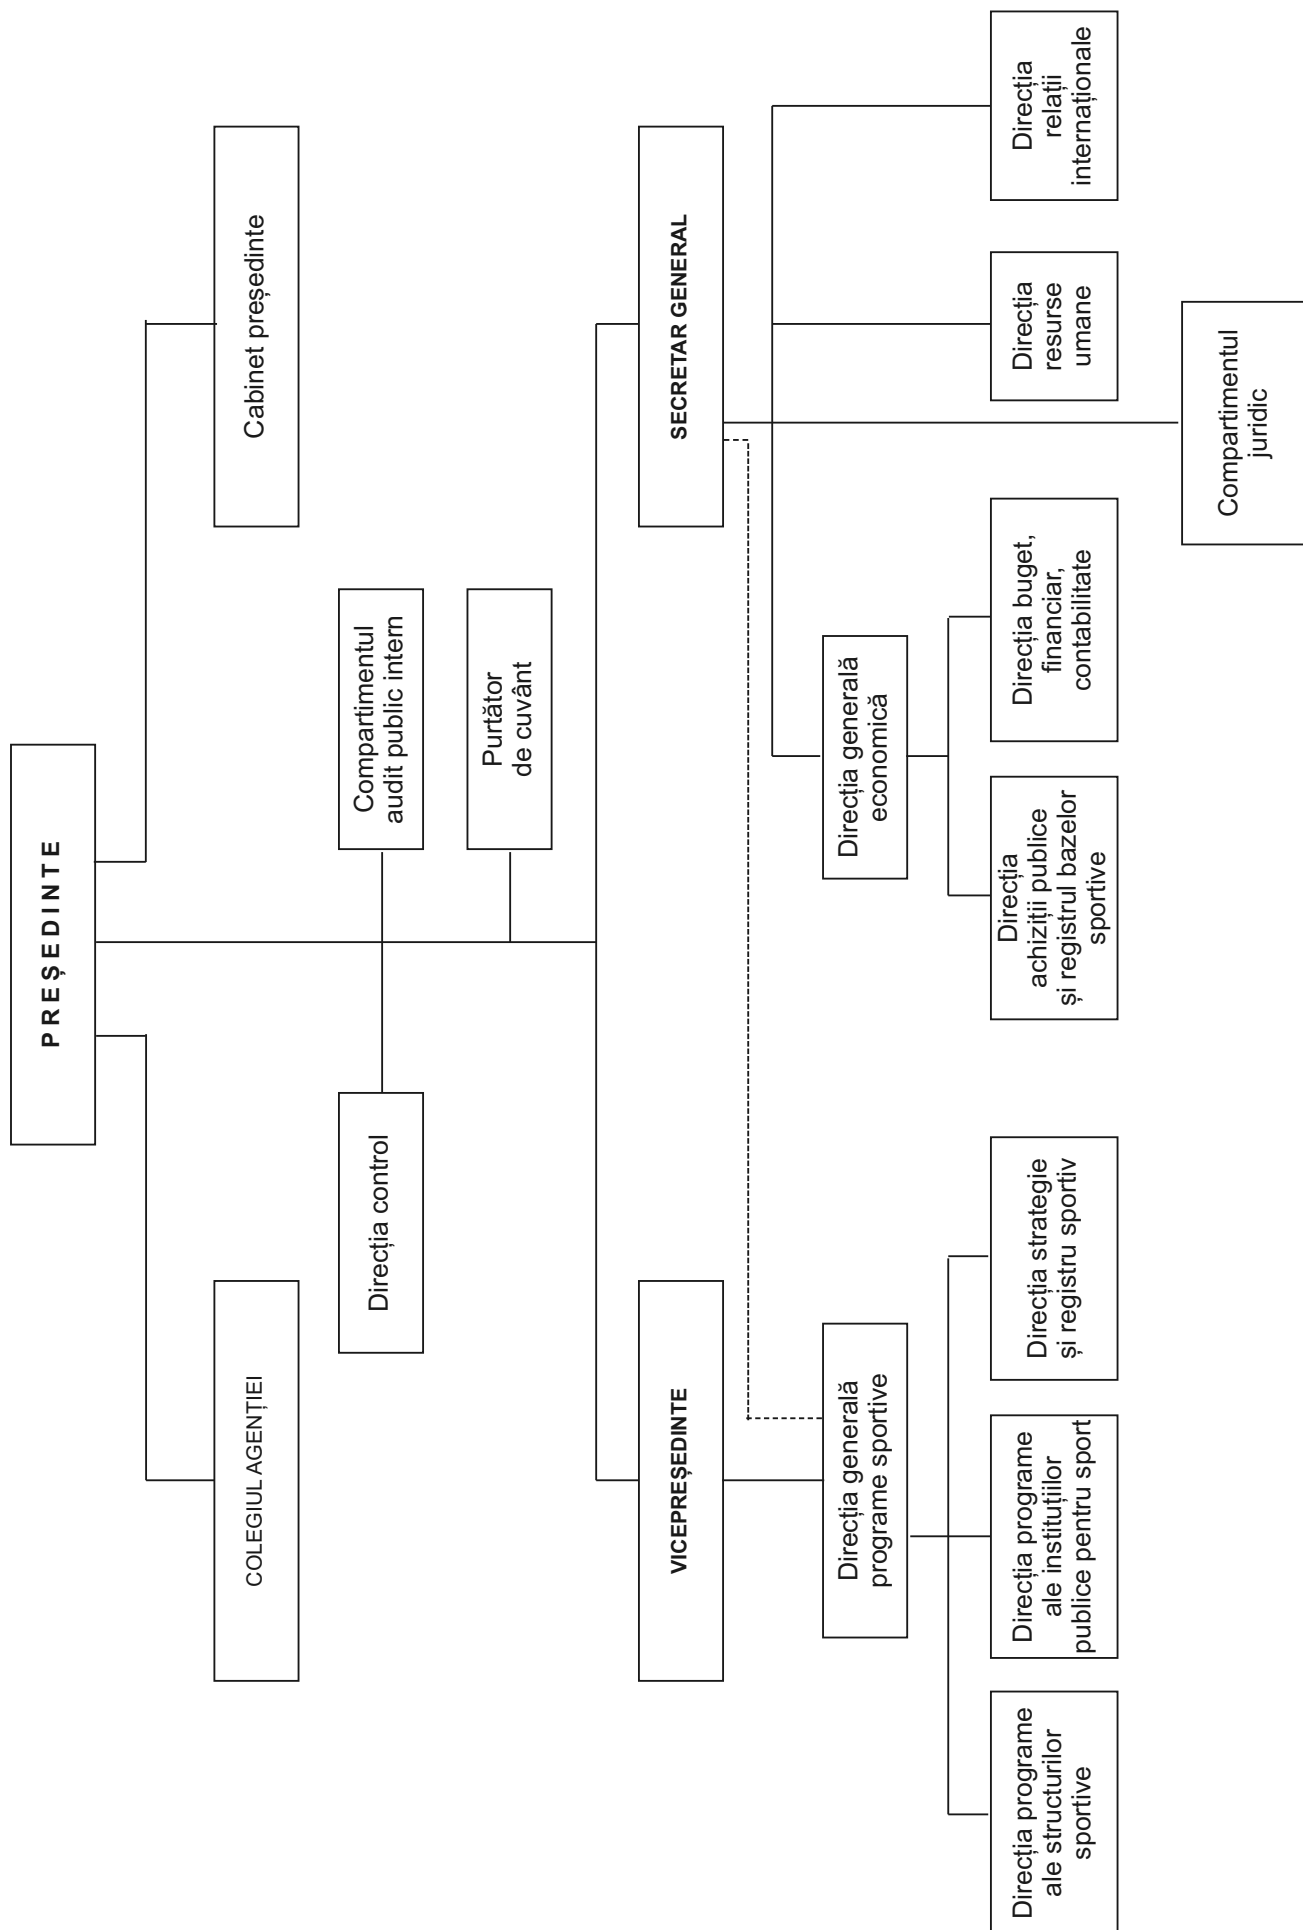 PREȘEDINTE
COLEGIUL AGENȚIEI
Cabinet președinte
Direcția control
Compartimentul
audit public intern
Purtător
de cuvânt
VICEPREȘEDINTE
SECRETAR GENERAL
Direcția generală
programe sportive
Direcția generală
economică
Direcția programe
ale structurilor
sportive
Direcția programe
ale instituțiilor
publice pentru sport
Direcția strategie
și registru sportiv
Direcția
achiziții publice
și registrul bazelor
sportive
Direcția buget,
financiar,
contabilitate
Direcția
resurse
umane
Direcția
relații
internaționale
Compartimentul
juridic